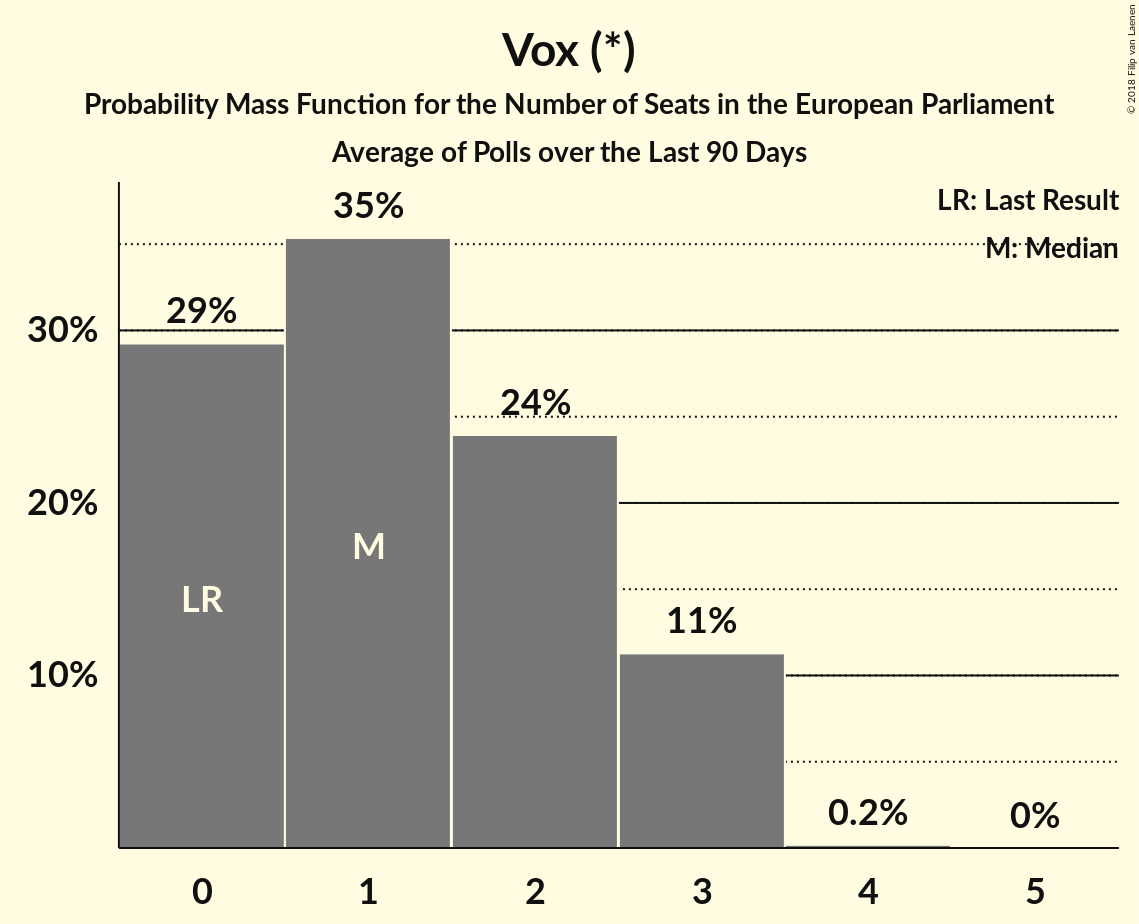 Vox (*)
Probability Mass Function for the Number of Seats in the European Parliament
Average of Polls over the Last 90 Days
© 2018 Filip van Laenen
LR: Last Result
M: Median
35%
29%
24%
11%
0.2%
0%
30%
20%
10%
LR
M
0 1 2 3 4 5